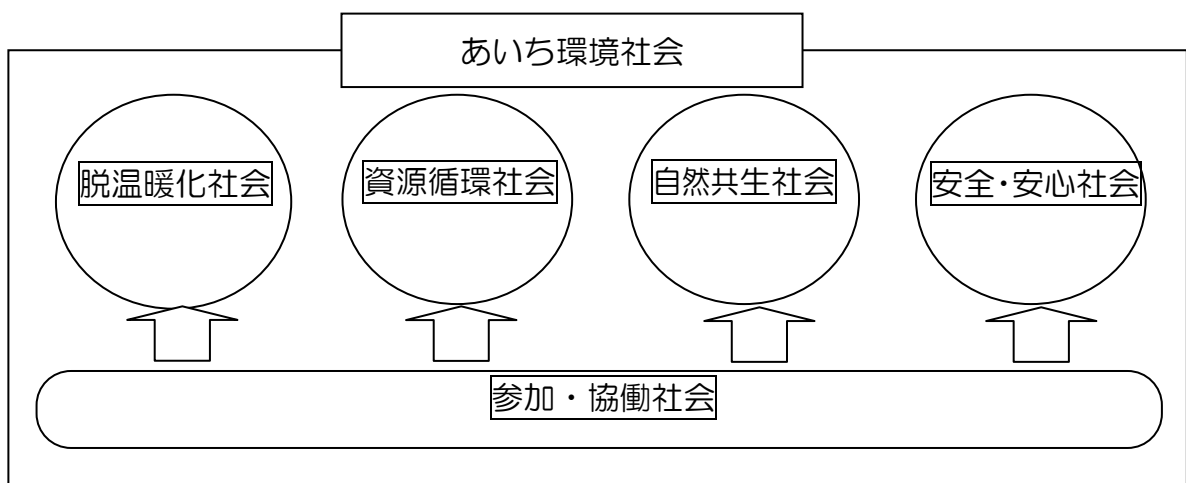 あいち環境社会
脱温暖化社会
資源循環社会
自然共生社会
安全・安心社会
参加・協働社会